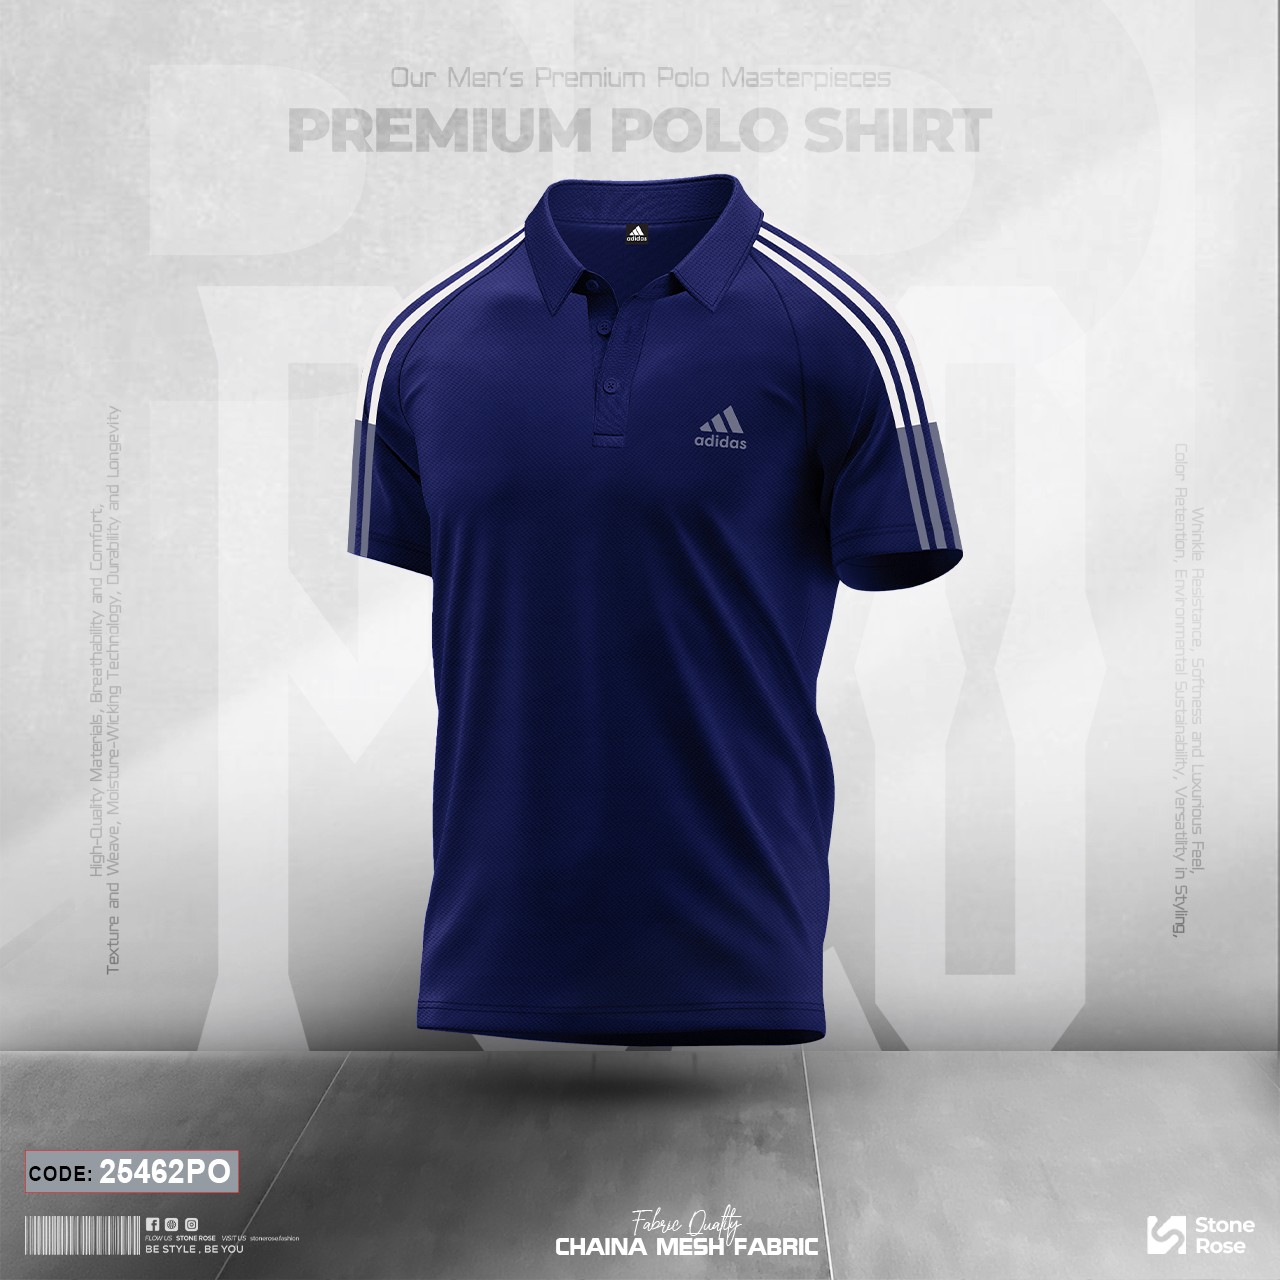 Our Men's Premium Polo Masterpieces
PREMIUM POLO SHIRT
adidas
adidas
High-Quality Materials, Breathability and Comfort,
Texture and Weave, Moisture-Wicking Technology, Durability and Longevity
Wrinkle Resistance, Softness and Luxurious Feel,
Color Retention, Environmental Sustainability, Versatility in Styling,
CODE: 25462PO
FLOW US STONE ROSE VISIT US stonerose.fashion
BE STYLE , BE YOU
Fabric Quality
CHAINA MESH FABRIC
Stone
Rose